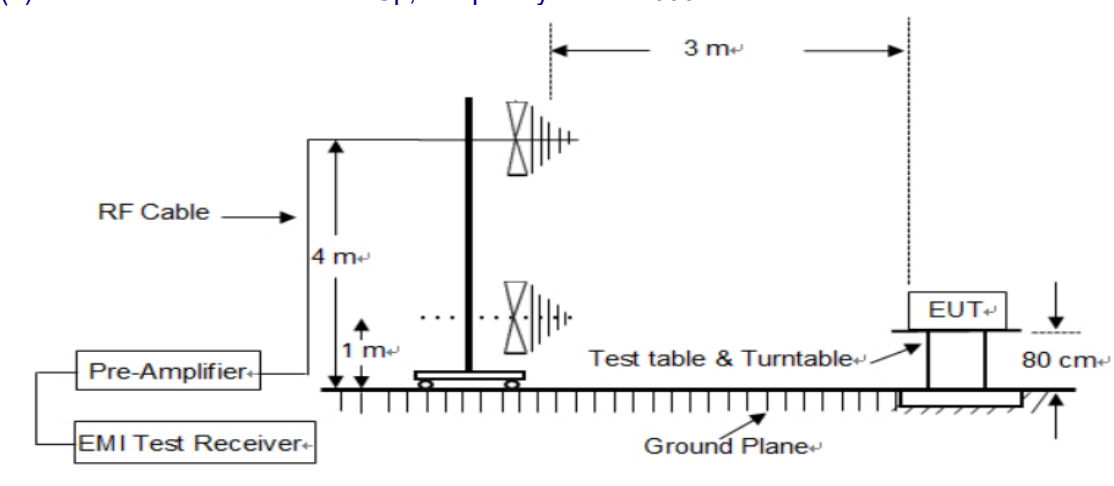 3 m↵
RF Cable
4 m↵
EUT↵
1 m↵
Test table & Turntable↵
80 cm↵
Pre-Amplifier↵
EMI Test Receiver↵
Ground Plane↵